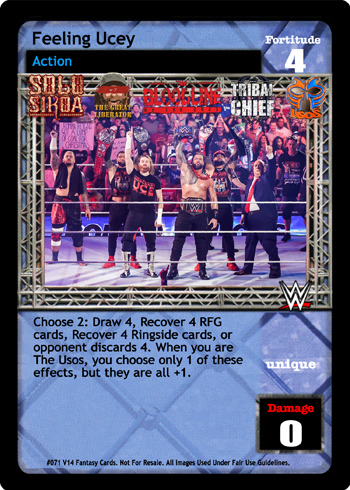 Feeling Ucey
Fortitude
4
Action
SOLO
SIKOA
THE GREAT
LIBERATOR
BLOODLINE
TRIBAL
CHIEF
USOS
UCE
W
Choose 2: Draw 4, Recover 4 RFG
cards, Recover 4 Ringside cards, or
opponent discards 4. When you are
The Usos, you choose only 1 of these
effects, but they are all +1.
unique
Damage
0
#071 V14 Fantasy Cards. Not For Resale. All Images Used Under Fair Use Guidelines.